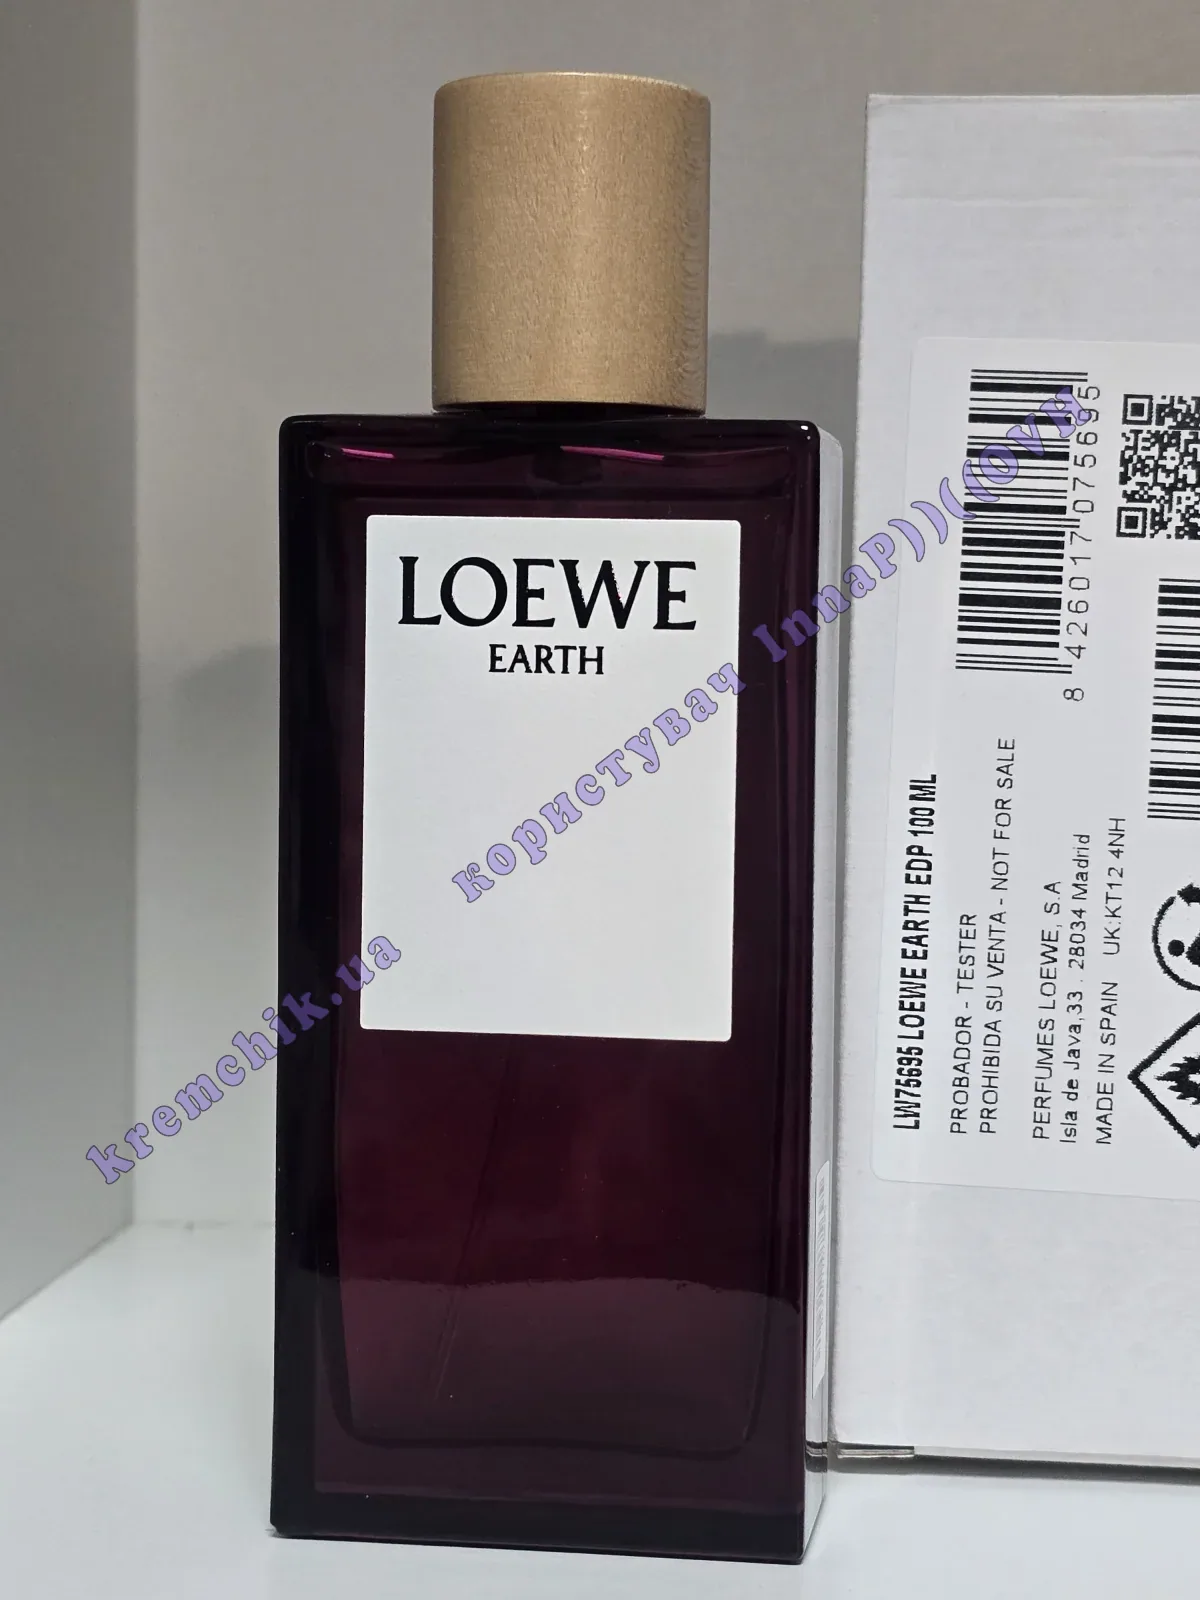 LOEWE
EARTH
kremchik.ua користувач InnaP))((OVH
8 426017 075695
LW75695 LOEWE EARTH EDP 100 ML
PROBADOR - TESTER
PROHIBIDA SU VENTA - NOT FOR SALE
PERFUMES LOEWE, S.A
Isla de Java,33 . 28034 Madrid
MADE IN SPAIN UK:KT12 4NH